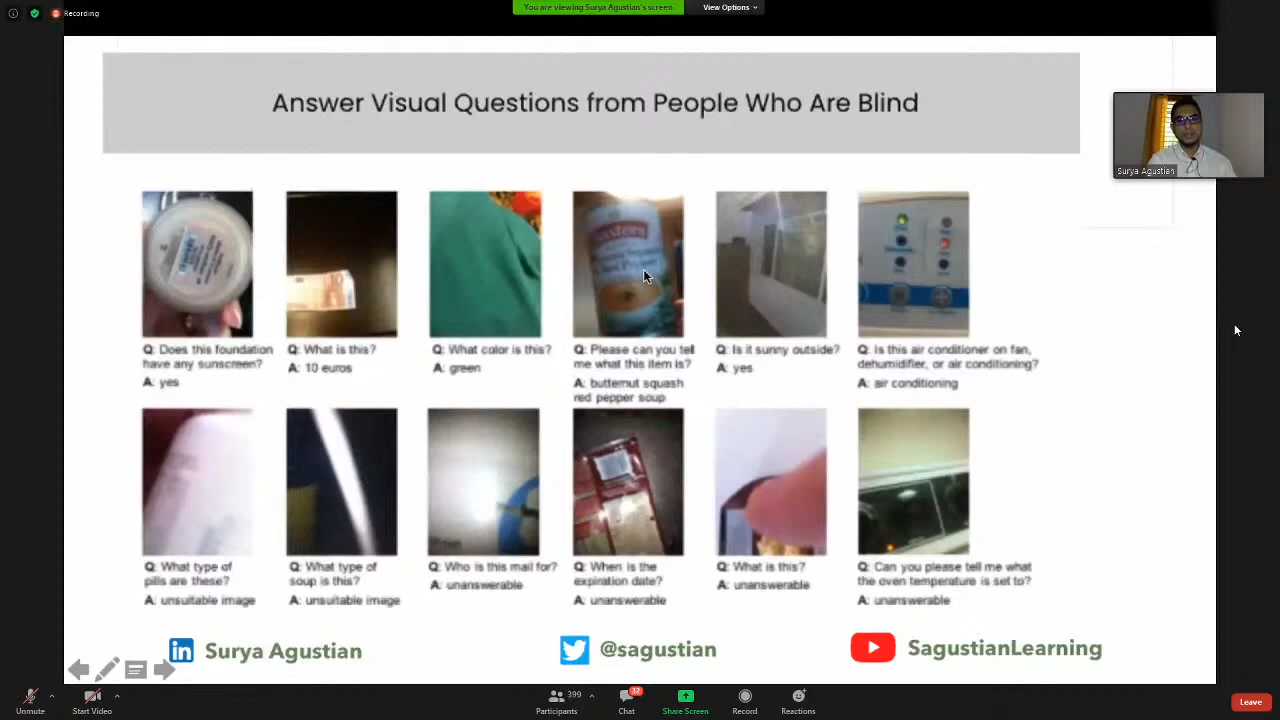 Recording
You are viewing Surya Agustian's screen
View Options
Answer Visual Questions from People Who Are Blind
Surya Agustian
Q: Does this foundation
have any sunscreen?
A: yes
Q: What is this?
A: 10 euros
Q: What color is this?
A: green
Q: Please can you tell
me what this item is?
A: butternut squash
red pepper soup
Q: Is it sunny outside?
A: yes
Q: Is this air conditioner on fan,
dehumidifier, or air conditioning?
A: air conditioning
Q: What type of
pills are these?
A: unsuitable image
Q: What type of
soup is this?
A: unsuitable image
Q: Who is this mail for?
A: unanswerable
Q: When is the
expiration date?
A: unanswerable
Q: What is this?
A: unanswerable
Q: Can you please tell me what
the oven temperature is set to?
A: unanswerable
in Surya Agustian
@sagustian
SagustianLearning
Unmute
Start Video
399
Participants
32
Chat
Share Screen
Record
Reactions
Leave